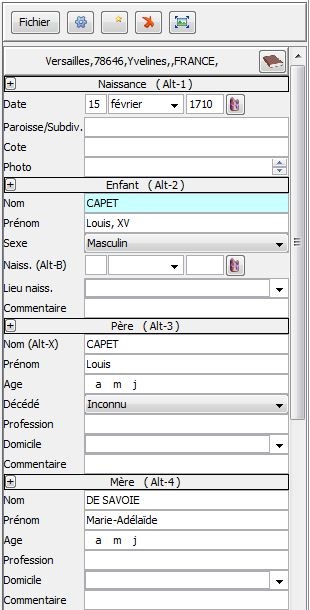 Fichier
Versailles,78646,Yvelines,,FRANCE,
+ Naissance (Alt-1)
Date 15 février 1710
Paroisse/Subdiv.
Cote
Photo
+ Enfant (Alt-2)
Nom CAPET
Prénom Louis, XV
Sexe Masculin
Naiss. (Alt-B)
Lieu naiss.
Commentaire
+ Père (Alt-3)
Nom (Alt-X) CAPET
Prénom Louis
Age a m j
Décédé Inconnu
Profession
Domicile
Commentaire
+ Mère (Alt-4)
Nom DE SAVOIE
Prénom Marie-Adélaïde
Age a m j
Profession
Domicile
Commentaire